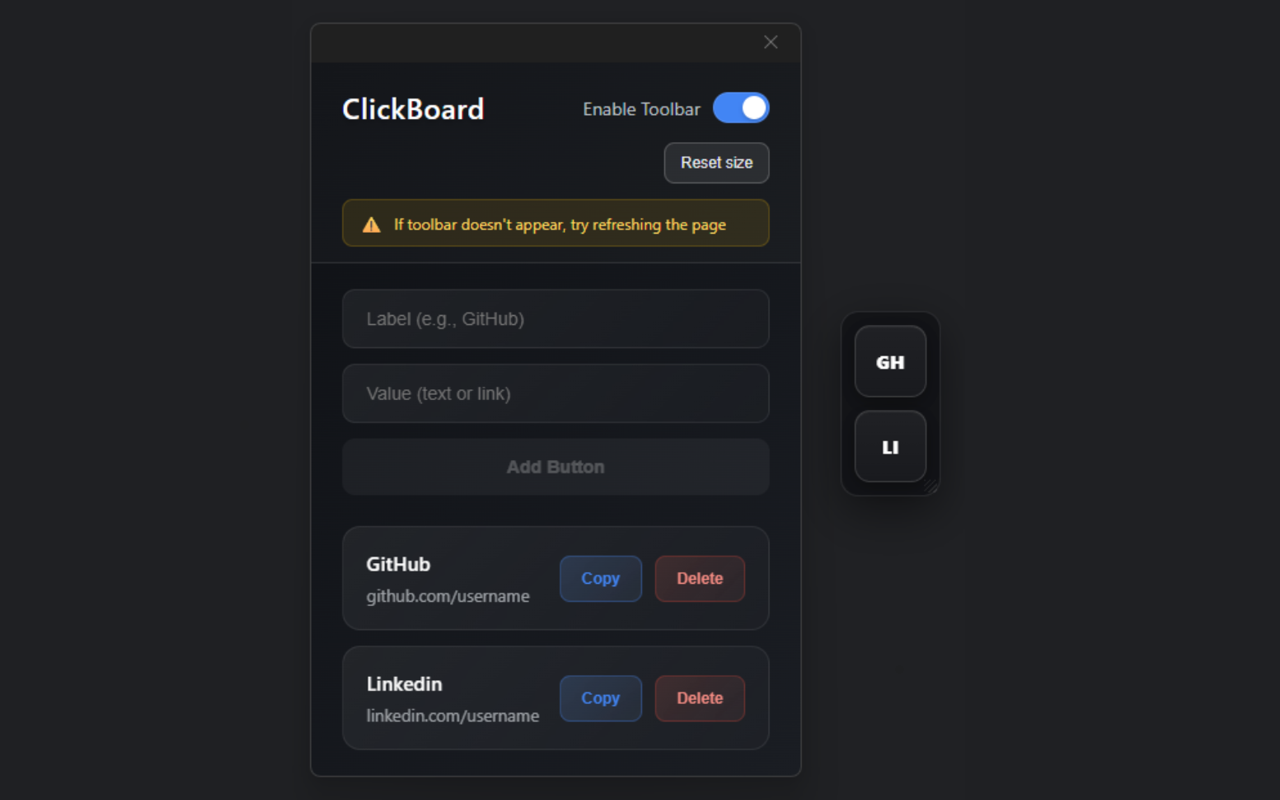 ClickBoard
Enable Toolbar
Reset size
If toolbar doesn't appear, try refreshing the page
Label (e.g., GitHub)
Value (text or link)
Add Button
GitHub
github.com/username
Copy
Delete
Linkedin
linkedin.com/username
Copy
Delete
GH
LI